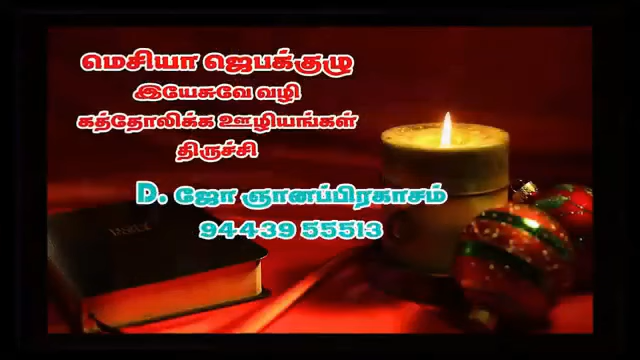 மெசியா ஜெபக்குழு
இயேசுவே வழி
கத்தோலிக்க ஊழியங்கள்
திருச்சி
D. ஜோ ஞானப்பிரகாசம்
94439 55513